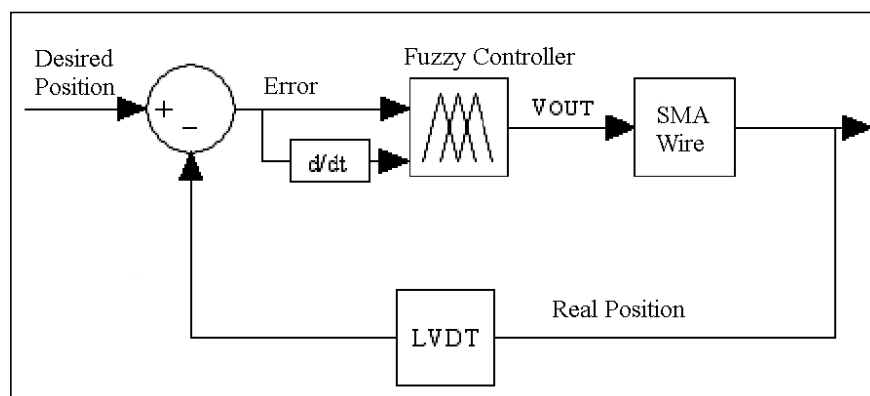 Desired
Position
+
−
Error
d/dt
Fuzzy Controller
VOUT
SMA
Wire
LVDT
Real Position